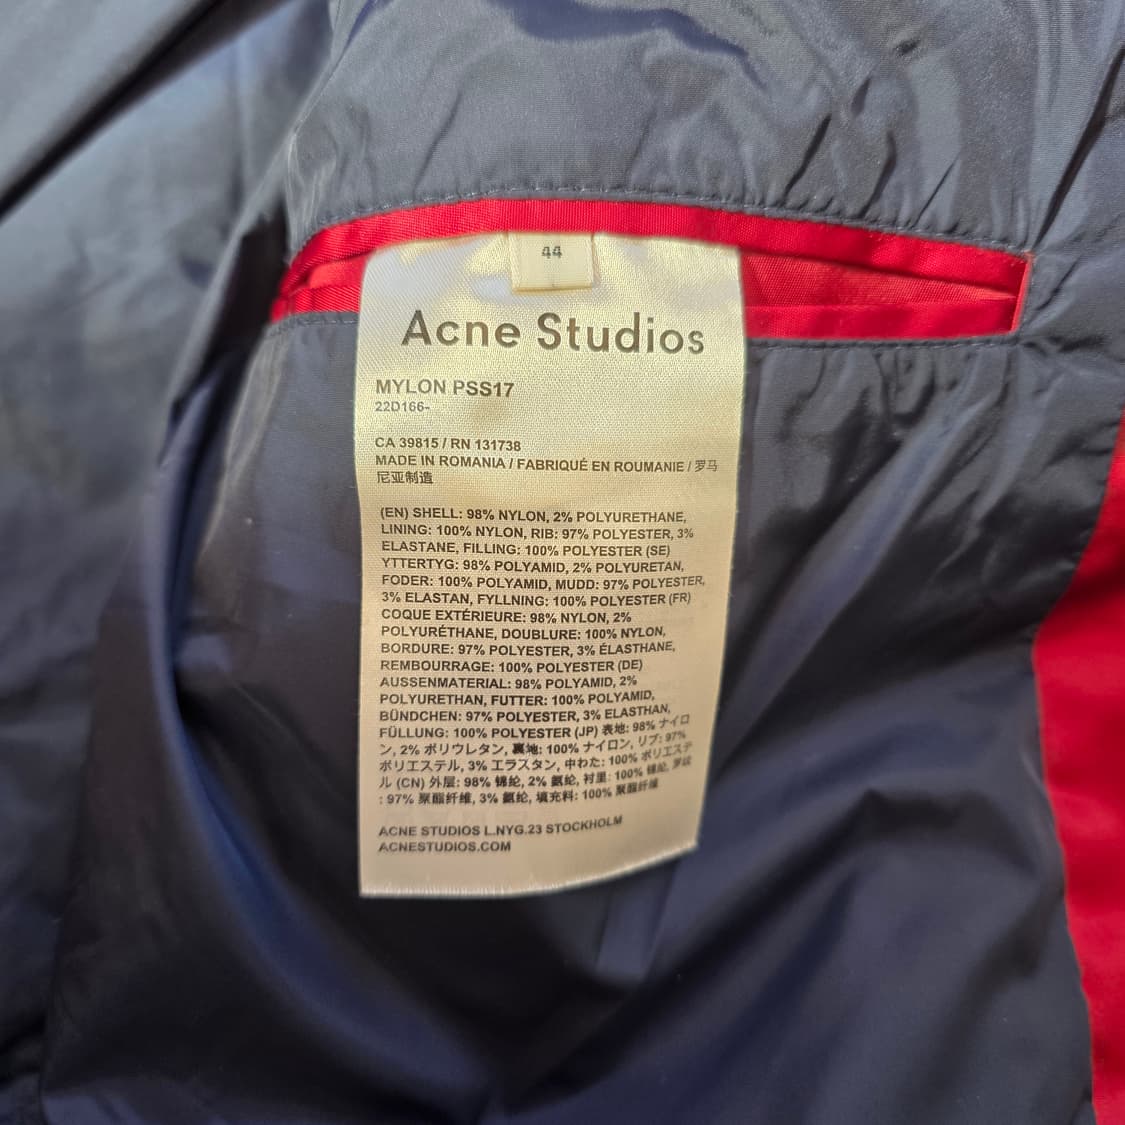 44
Acne Studios
MYLON PSS17
22D166-
CA 39815 / RN 131738
MADE IN ROMANIA / FABRIQUÉ EN ROUMANIE / 罗马
尼亚制造
(EN) SHELL: 98% NYLON, 2% POLYURETHANE,
LINING: 100% NYLON, RIB: 97% POLYESTER, 3%
ELASTANE, FILLING: 100% POLYESTER (SE)
YTTERTYG: 98% POLYAMID, 2% POLYURETAN,
FODER: 100% POLYAMID, MUDD: 97% POLYESTER,
3% ELASTAN, FYLLNING: 100% POLYESTER (FR)
COQUE EXTÉRIEURE: 98% NYLON, 2%
POLYURÉTHANE, DOUBLURE: 100% NYLON,
BORDURE: 97% POLYESTER, 3% ÉLASTHANE,
REMBOURRAGE: 100% POLYESTER (DE)
AUSSENMATERIAL: 98% POLYAMID, 2%
POLYURETHAN, FUTTER: 100% POLYAMID,
BÜNDCHEN: 97% POLYESTER, 3% ELASTHAN,
FÜLLUNG: 100% POLYESTER (JP) 表地: 98% ナイロ
ン, 2% ポリウレタン, 裏地: 100% ナイロン, リブ: 97%
ポリエステル, 3% エラスタン, 中わた: 100% ポリエステ
ル (CN) 外层: 98% 锦纶, 2% 氨纶, 衬里: 100% 锦纶, 罗纹
: 97% 聚酯纤维, 3% 氨纶, 填充料: 100% 聚酯纤维
ACNE STUDIOS L.NYG.23 STOCKHOLM
ACNESTUDIOS.COM